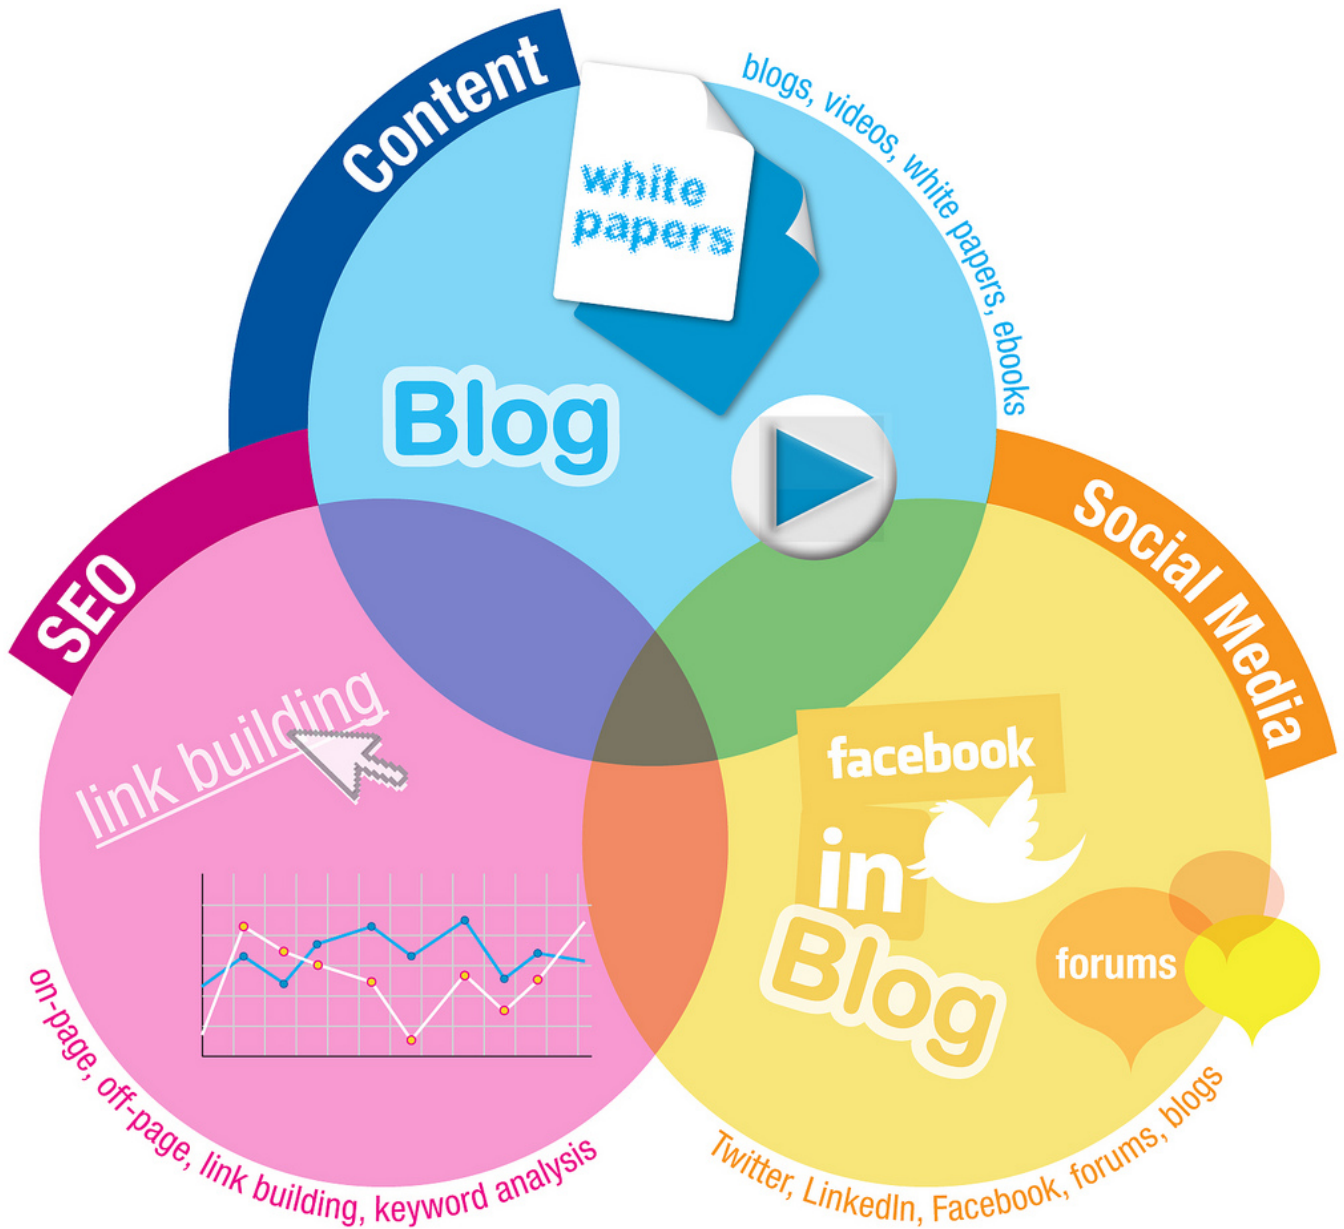 Content
blogs, videos, white papers, ebooks
white
papers
Blog
SEO
Social Media
link building
facebook
in
Blog
forums
on-page, off-page, link building, keyword analysis
Twitter, LinkedIn, Facebook, forums, blogs